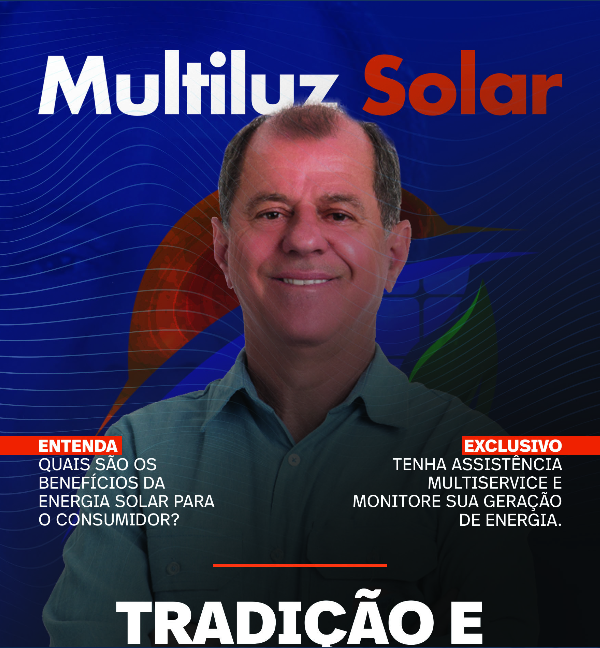 Multiluz Solar
ENTENDA
QUAIS SÃO OS
BENEFÍCIOS DA
ENERGIA SOLAR PARA
O CONSUMIDOR?
EXCLUSIVO
TENHA ASSISTÊNCIA
MULTISERVICE E
MONITORE SUA GERAÇÃO
DE ENERGIA.
TRADIÇÃO E